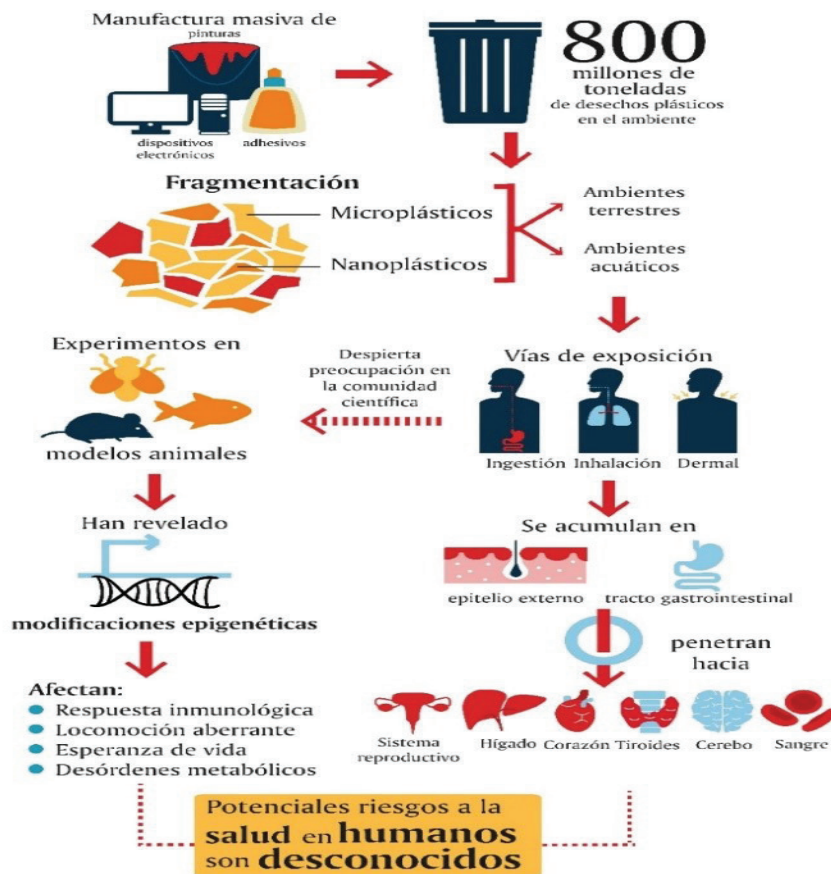 Manufactura masiva de
pinturas
dispositivos
electrónicos
adhesivos
800
millones de
toneladas
de desechos plásticos
en el ambiente
Fragmentación
Microplásticos
Nanoplásticos
Ambientes
terrestres
Ambientes
acuáticos
Vías de exposición
Ingestión
Inhalación
Dermal
Despierta
preocupación en
la comunidad
científica
Experimentos en
modelos animales
Han revelado
modificaciones epigenéticas
Afectan:
Respuesta inmunológica
Locomoción aberrante
Esperanza de vida
Desórdenes metabólicos
Se acumulan en
epitelio externo
tracto gastrointestinal
penetran
hacia
Sistema
reproductivo
Hígado
Corazón
Tiroides
Cerebo
Sangre
Potenciales riesgos a la
salud en humanos
son desconocidos